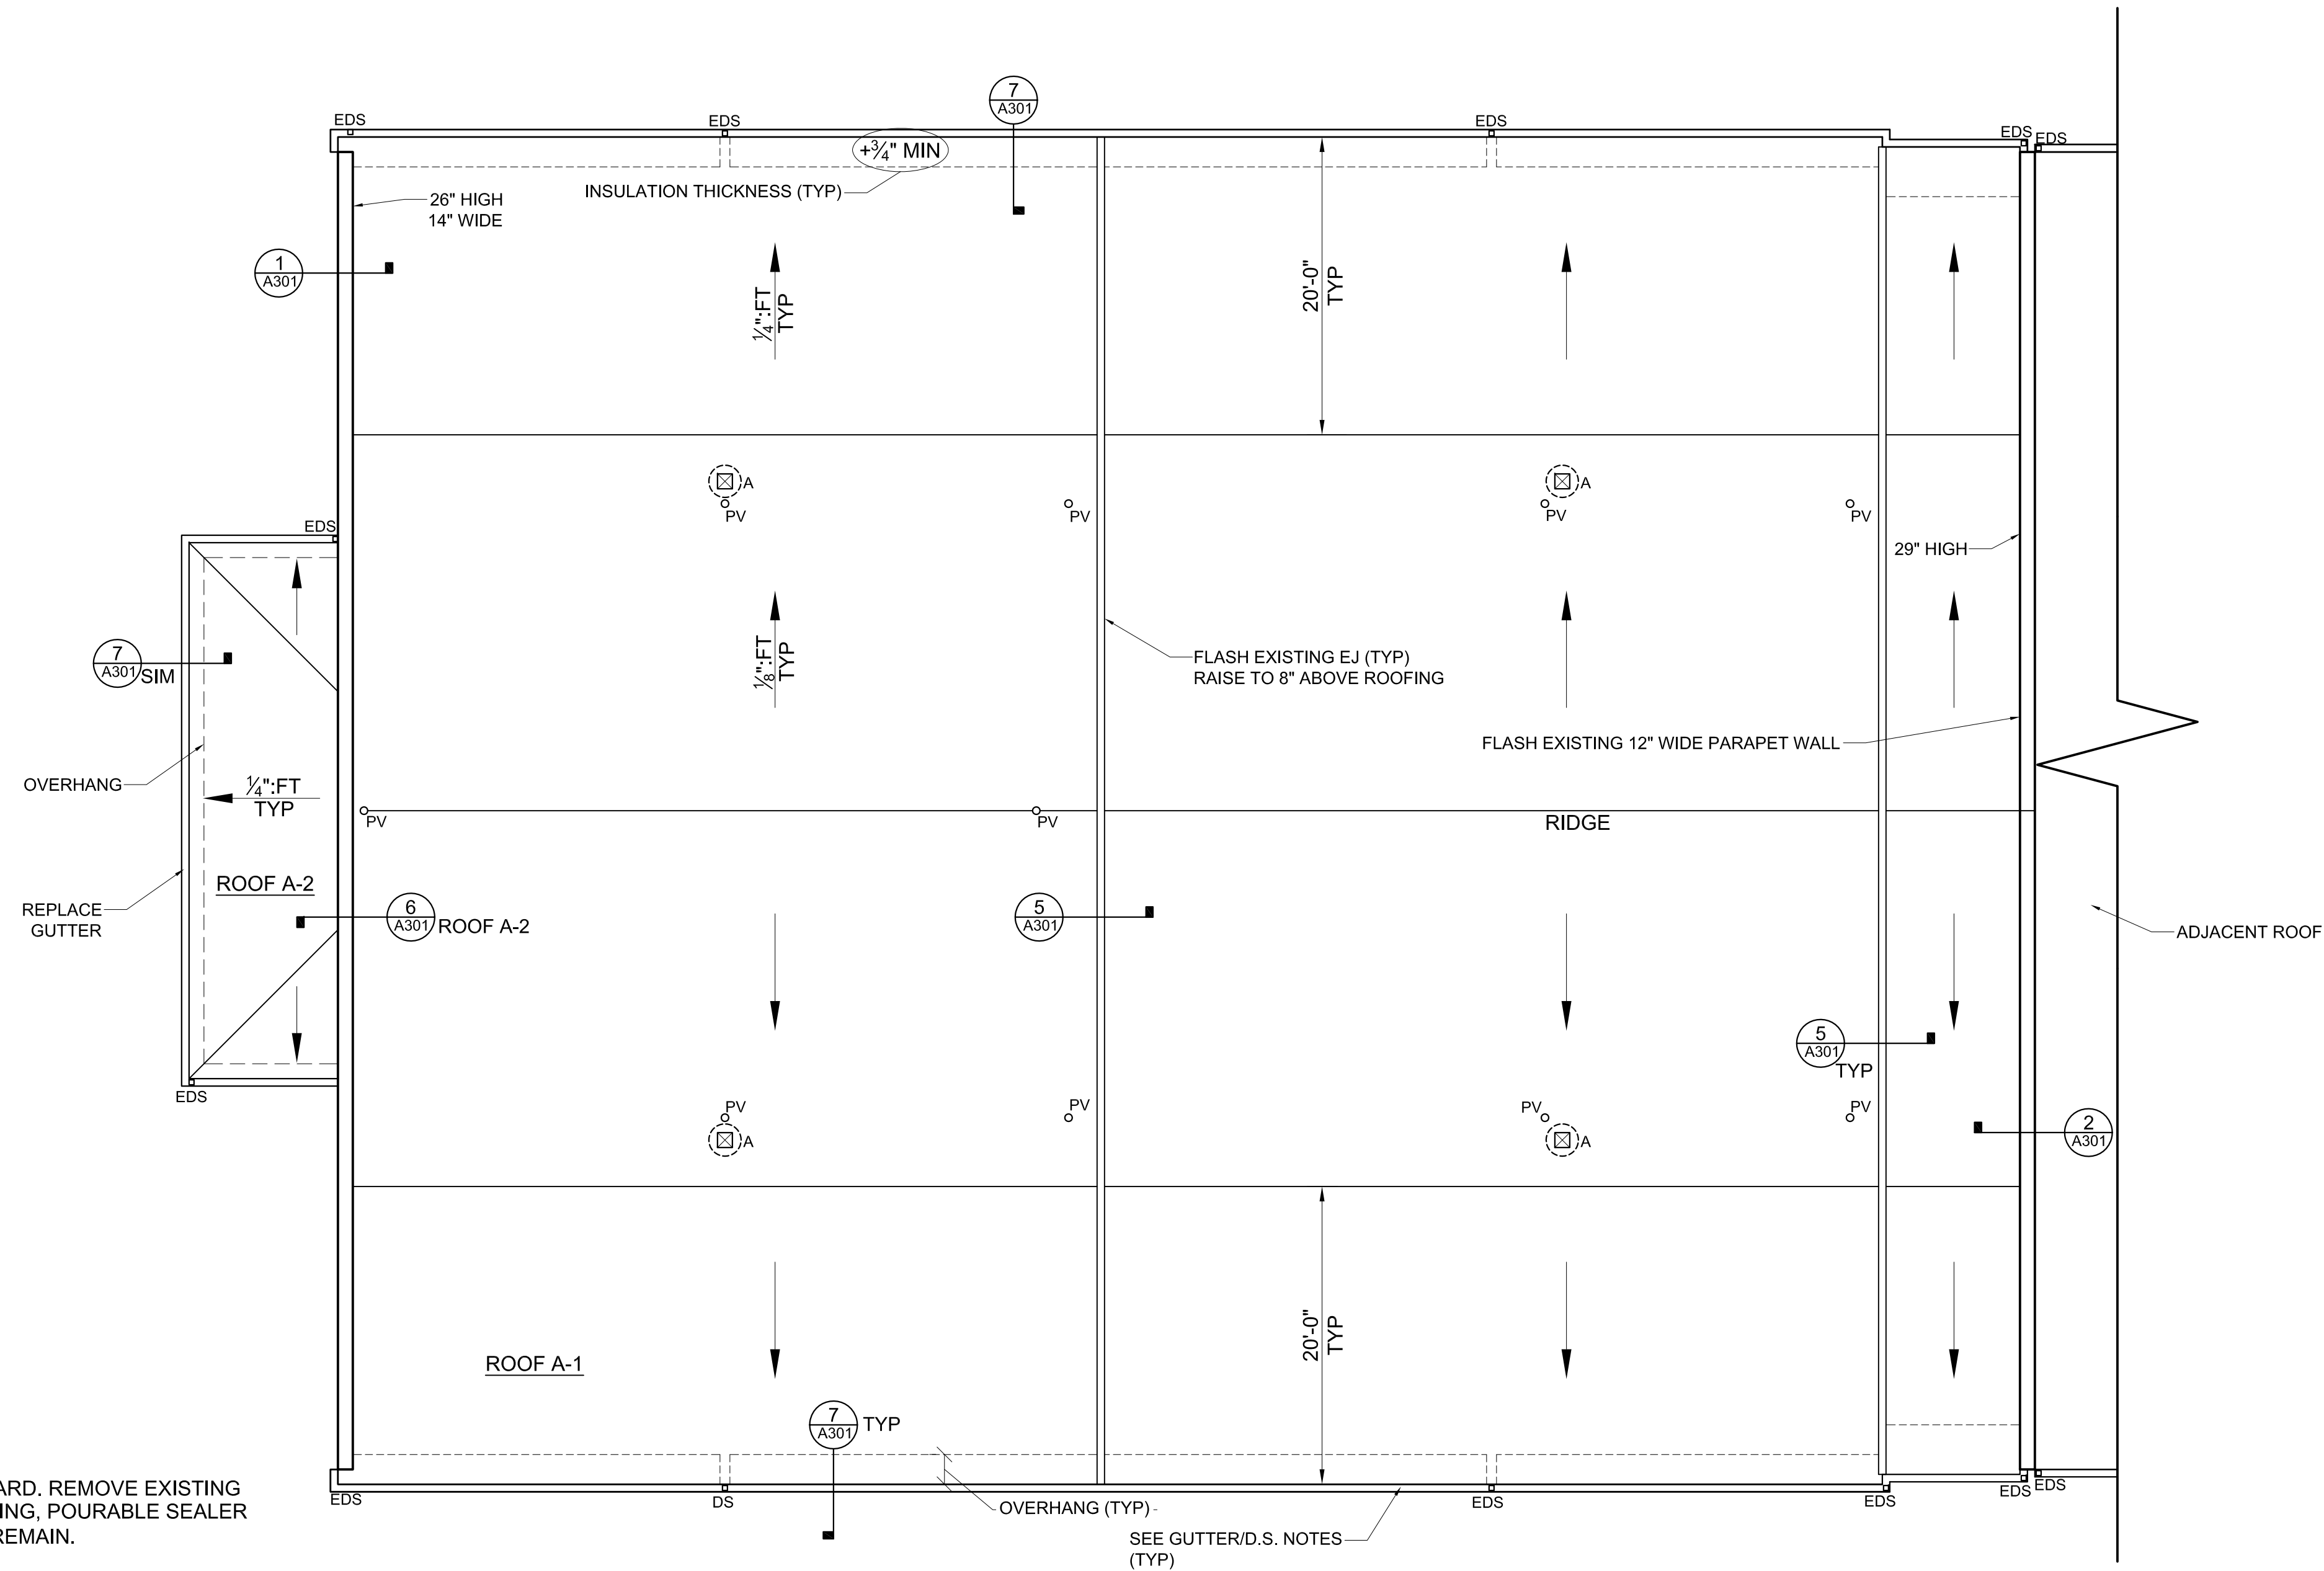 7
A301
EDS
EDS
EDS
EDS
EDS
+3⁄4" MIN
INSULATION THICKNESS (TYP)
26" HIGH
14" WIDE
1
A301
1⁄4":FT
TYP
20'-0"
TYP
A
PV
PV
A
PV
PV
EDS
29" HIGH
7
A301
SIM
1⁄8":FT
TYP
FLASH EXISTING EJ (TYP)
RAISE TO 8" ABOVE ROOFING
FLASH EXISTING 12" WIDE PARAPET WALL
OVERHANG
1⁄4":FT
TYP
PV
PV
RIDGE
ROOF A-2
REPLACE
GUTTER
6
A301
ROOF A-2
5
A301
ADJACENT ROOF
5
A301
TYP
EDS
PV
A
PV
PV
A
PV
2
A301
20'-0"
TYP
ROOF A-1
7
A301
TYP
ARD. REMOVE EXISTING
ING, POURABLE SEALER
REMAIN.
EDS
DS
OVERHANG (TYP)
EDS
EDS
EDS
EDS
SEE GUTTER/D.S. NOTES
(TYP)